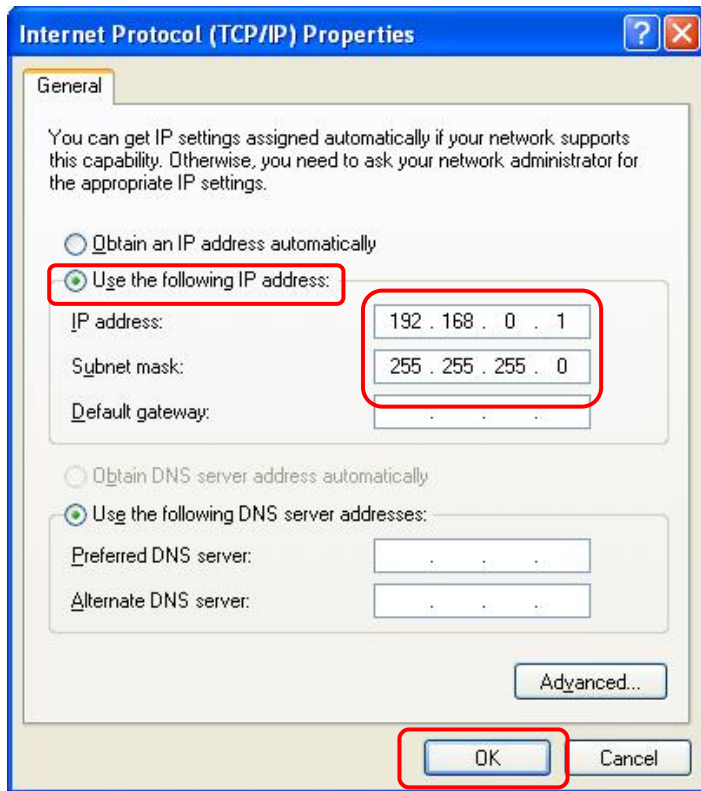 Internet Protocol (TCP/IP) Properties
General
You can get IP settings assigned automatically if your network supports
this capability. Otherwise, you need to ask your network administrator for
the appropriate IP settings.
Obtain an IP address automatically
Use the following IP address:
IP address: 192 . 168 . 0 . 1
Subnet mask: 255 . 255 . 255 . 0
Default gateway: . . .
Obtain DNS server address automatically
Use the following DNS server addresses:
Preferred DNS server: . . .
Alternate DNS server: . . .
Advanced...
OK Cancel